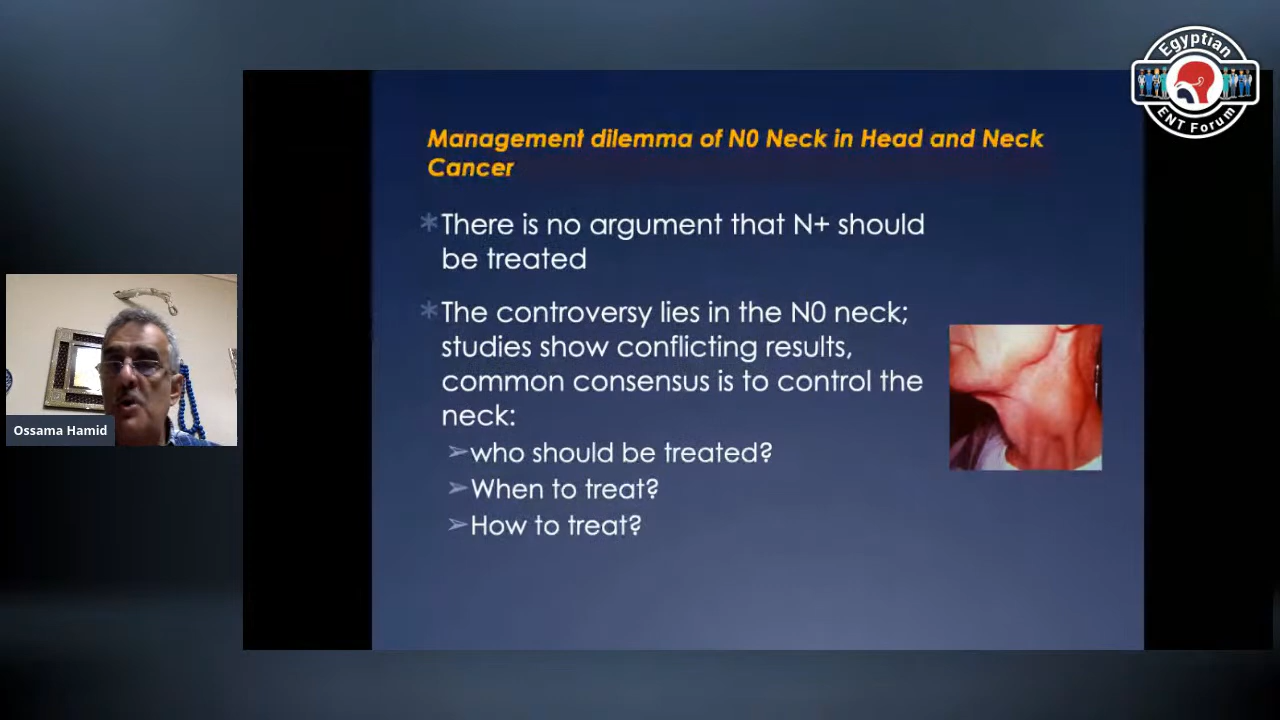 Egyptian
ENT Forum
Management dilemma of N0 Neck in Head and Neck
Cancer
There is no argument that N+ should
be treated
The controversy lies in the N0 neck;
studies show conflicting results,
common consensus is to control the
neck:
➢who should be treated?
➢When to treat?
➢How to treat?
Ossama Hamid